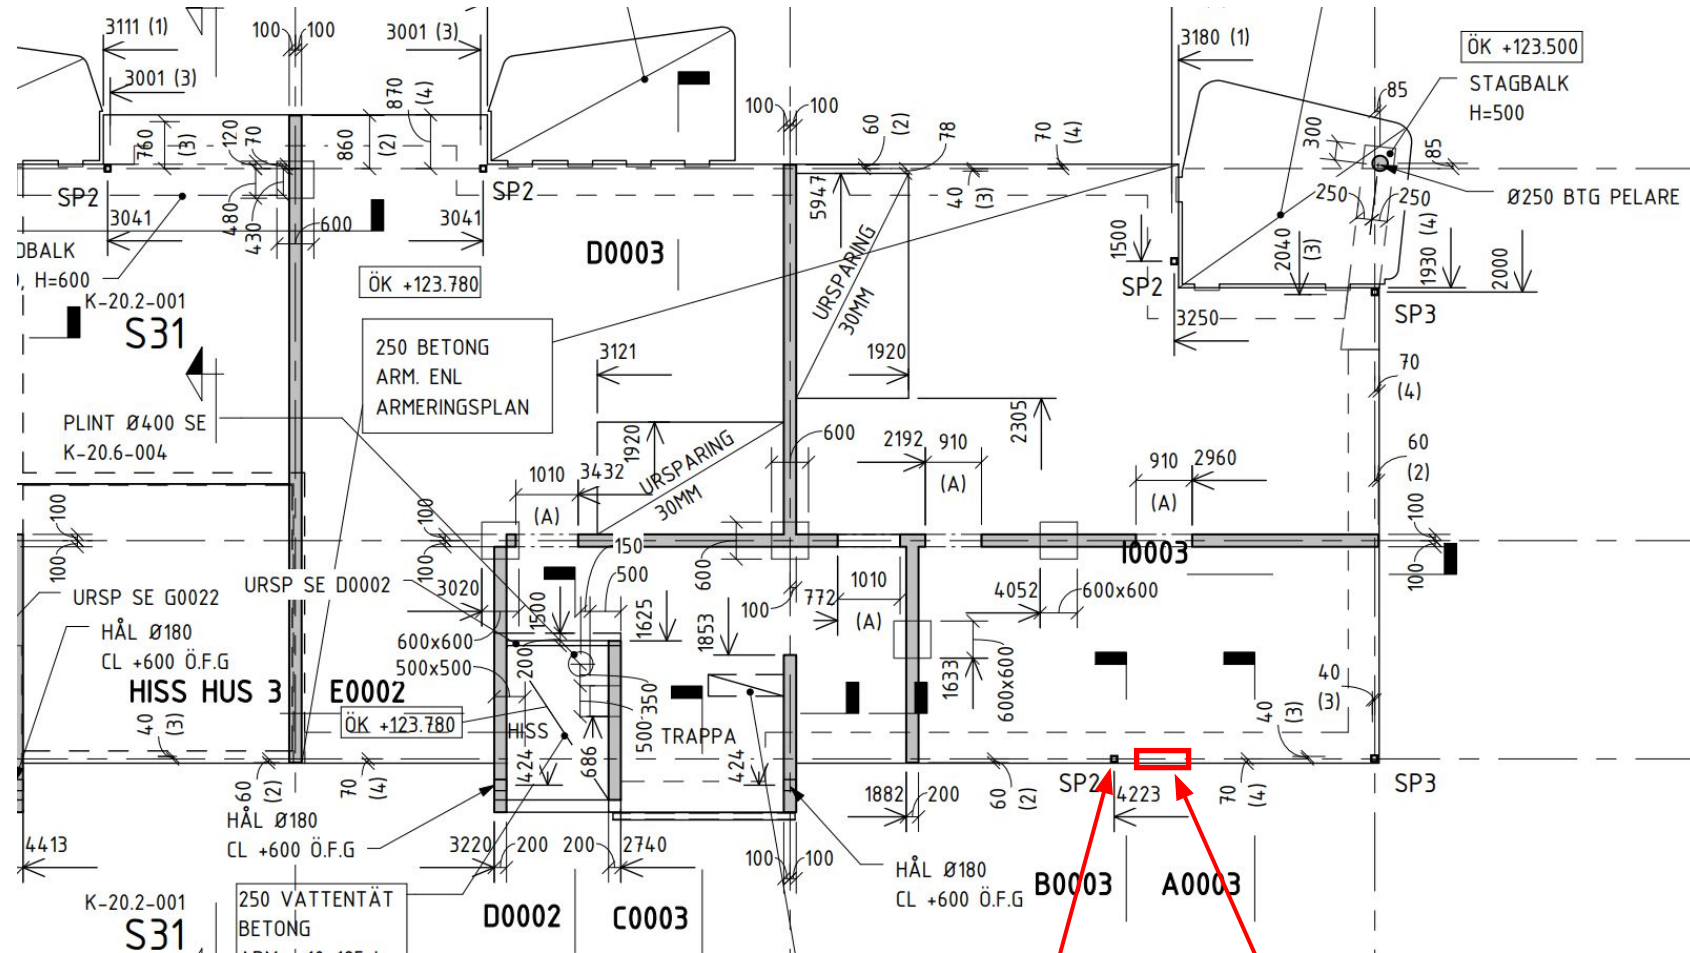 3111 (1)
100
100
3001 (3)
3001 (3)
870
(4)
760
(3)
120
70
860
(2)
SP2
3041
480
430
600
SP2
3041
3180 (1)
ÖK +123.500
STAGBALK
H=500
85
300
85
250
250
Ø250 BTG PELARE
100
100
60
(2)
78
70
(4)
40
(3)
5947
D0003
URSPARING
30MM
1920
1500
SP2
3250
2040
(3)
1930 (4)
2000
SP3
H=600
K-20.2-001
S31
ÖK +123.780
250 BETONG
ARM. ENL
ARMERINGSPLAN
3121
1920
URSPARING
30MM
PLINT Ø400 SE
K-20.6-004
600
2192
910
(A)
2305
910
(A)
2960
70
(4)
60
(2)
1010
(A)
3432
100
100
100
100
150
500
600
100
I0003
100
100
URSP SE G0022
URSP SE D0002
3020
1500
1625
1853
772
1010
(A)
4052
600x600
HÅL Ø180
CL +600 Ö.F.G
600x600
500x500
200
1633
600x600
HISS HUS 3
E0002
ÖK +123.780
HISS
350
500
TRAPPA
40
(3)
40
(3)
40
(3)
424
686
424
60
(2)
70
(4)
SP2
4223
60
(2)
70
(4)
SP3
HÅL Ø180
CL +600 Ö.F.G
1882
200
4413
3220
200
200
2740
100
100
HÅL Ø180
CL +600 Ö.F.G
B0003
A0003
K-20.2-001
S31
250 VATTENTÄT
BETONG
D0002
C0003